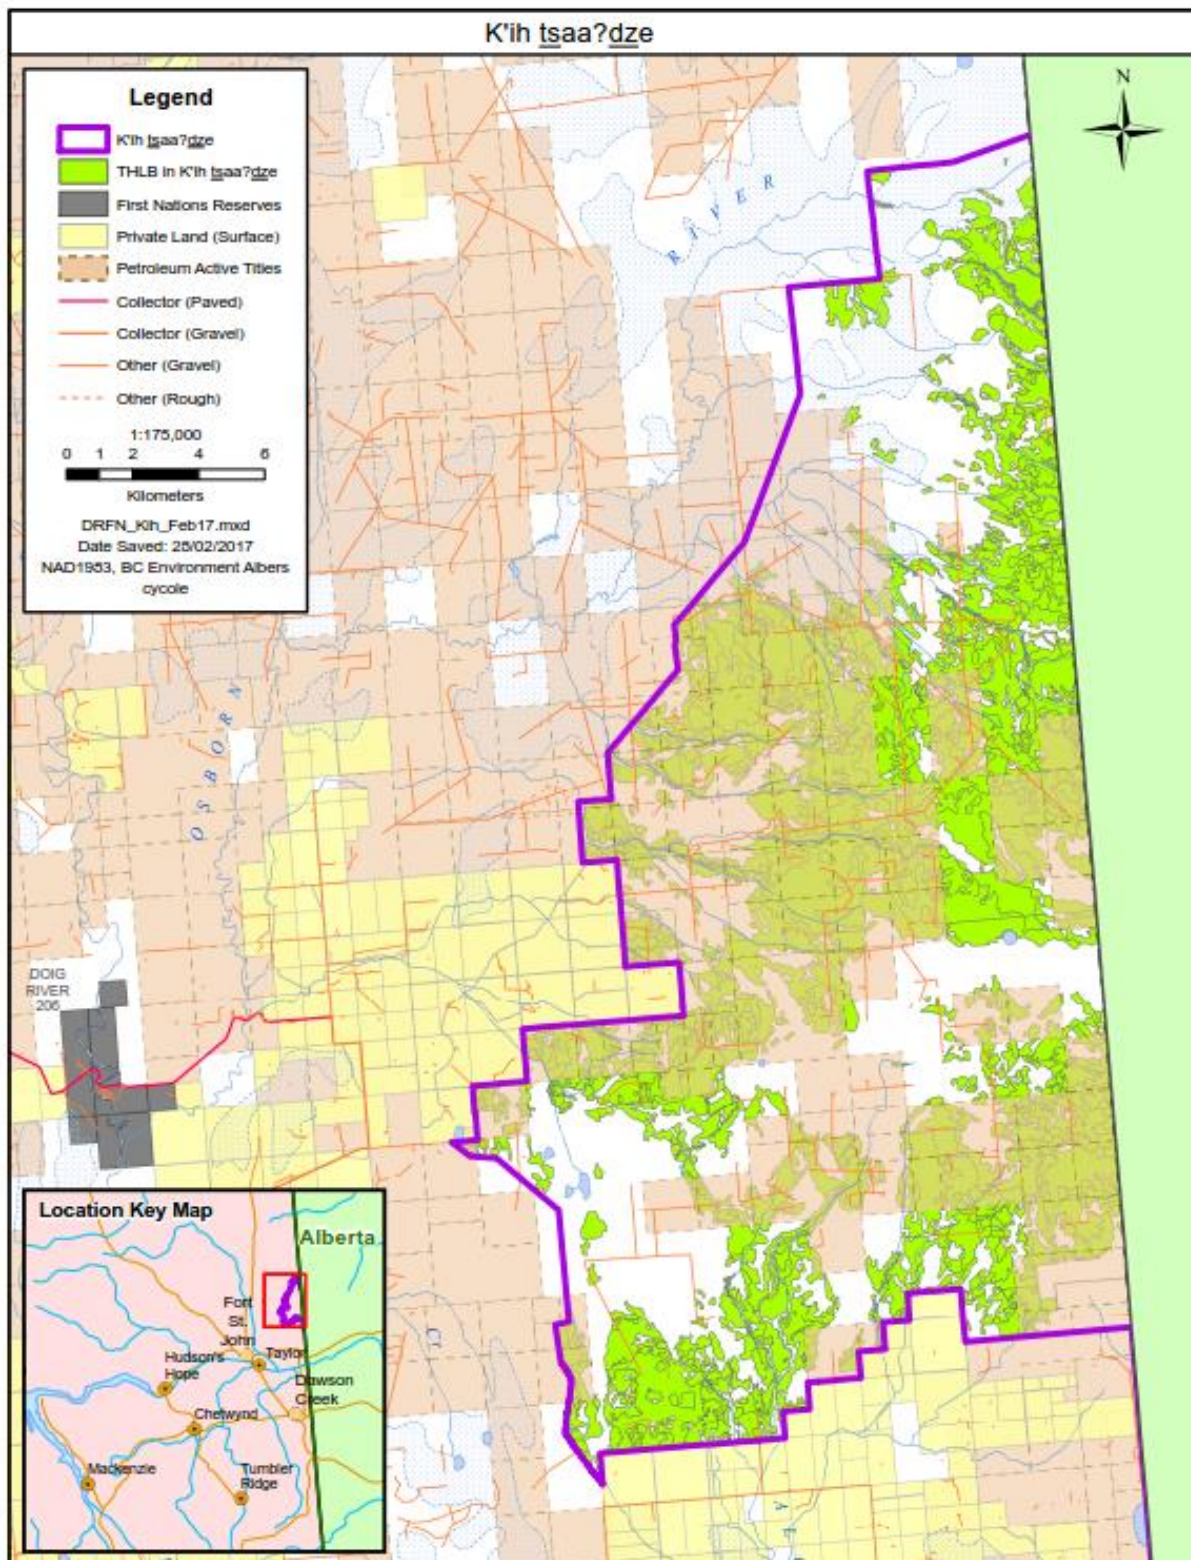 K'ih tsaa?dze
Legend
K'ih tsaa?dze
THLB in K'ih tsaa?dze
First Nations Reserves
Private Land (Surface)
Petroleum Active Titles
Collector (Paved)
Collector (Gravel)
Other (Gravel)
Other (Rough)
1:175,000
0 1 2 4 6
Kilometers
DRFN_KIh_Feb17.mxd
Date Saved: 28/02/2017
NAD1983, BC Environment Albers
cycole
N
RIVER
OSBORN
DOIG
RIVER
206
Location Key Map
Alberta
Fort
St.
John
Taylor
Hudson's
Hope
Dawson
Creek
Chetwynd
Mackenzie
Tumbler
Ridge